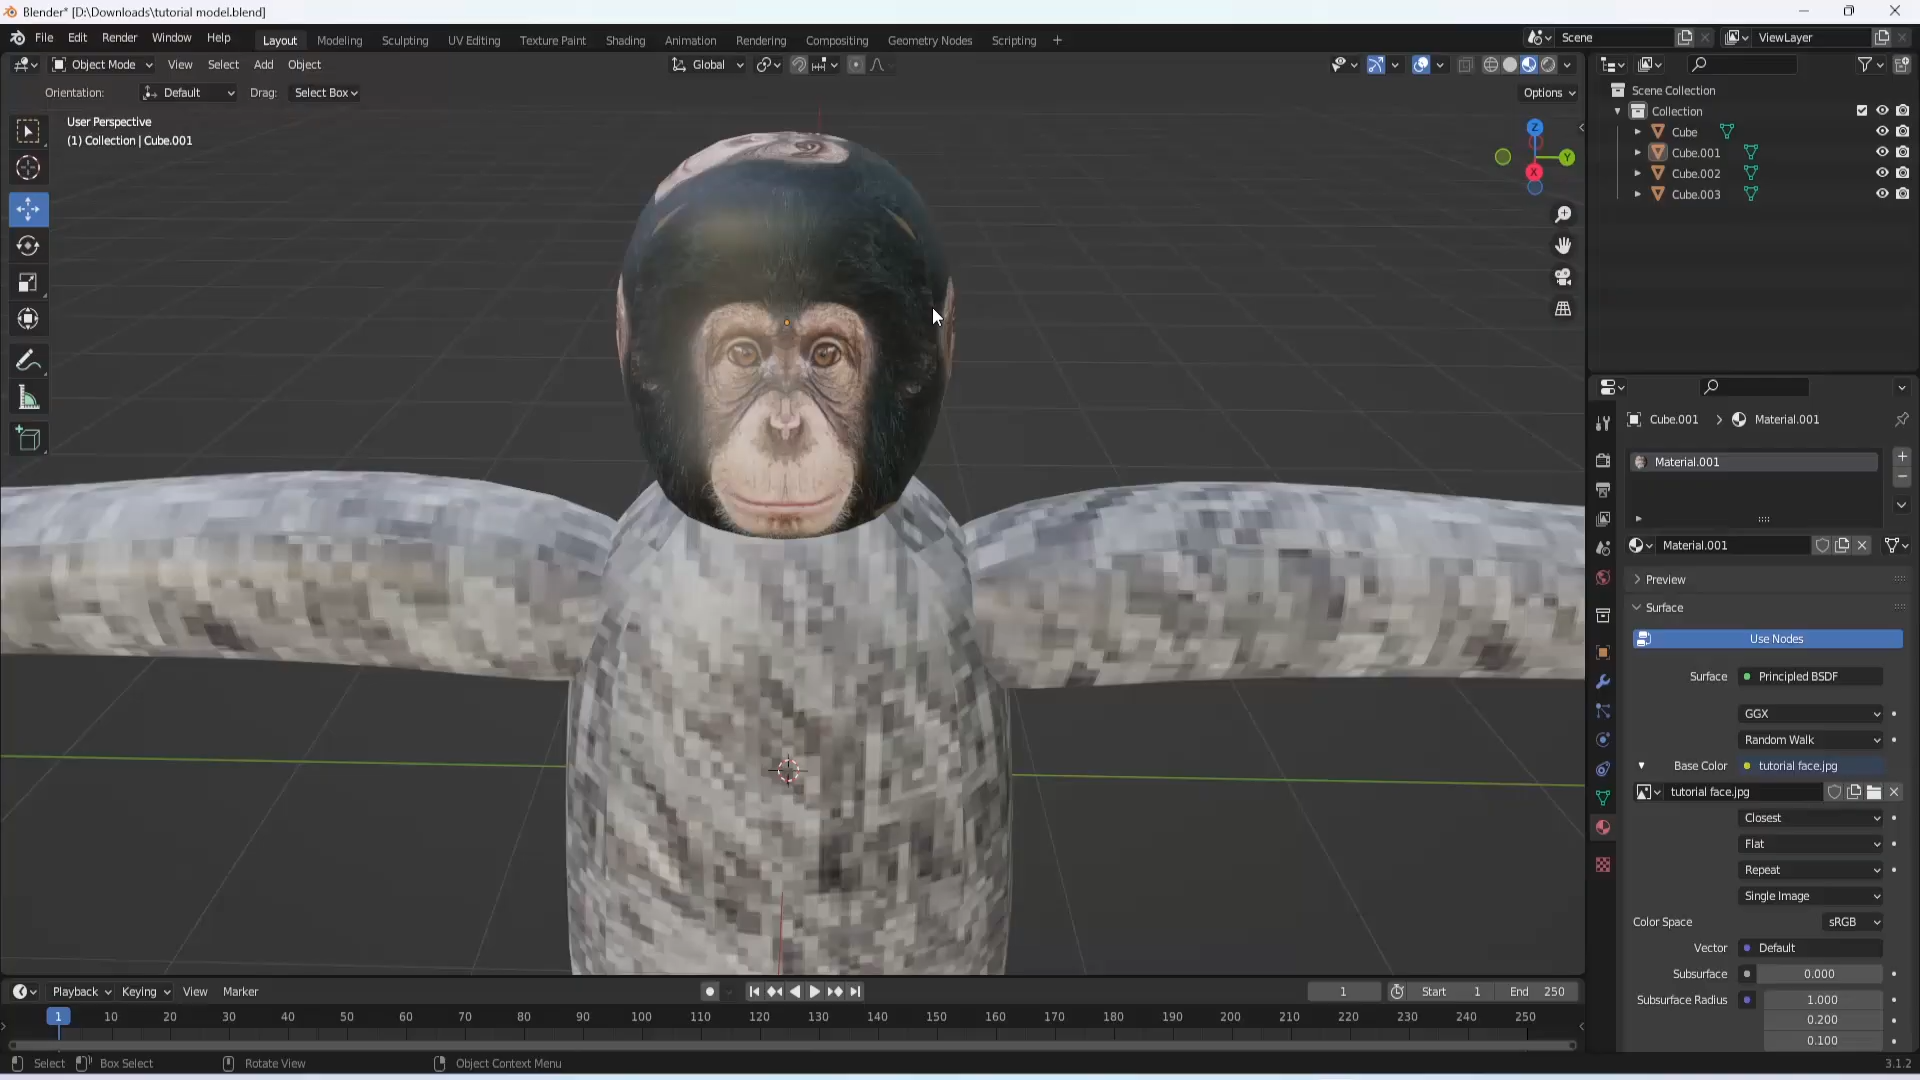 Blender* [D:\Downloads\tutorial model.blend]
File Edit Render Window Help
Layout Modeling Sculpting UV Editing Texture Paint Shading Animation Rendering Compositing Geometry Nodes Scripting +
Scene ViewLayer
Object Mode View Select Add Object Global
Orientation: Default Drag: Select Box Options
User Perspective
(1) Collection | Cube.001
Z
Y
X
Scene Collection
Collection
Cube
Cube.001
Cube.002
Cube.003
Cube.001 > Material.001
Material.001
Material.001
Preview
Surface
Use Nodes
Surface Principled BSDF
GGX
Random Walk
Base Color tutorial face.jpg
tutorial face.jpg
Closest
Flat
Repeat
Single Image
Color Space sRGB
Vector Default
Subsurface 0.000
Subsurface Radius 1.000
0.200
0.100
Playback Keying View Marker 1 Start 1 End 250
1 10 20 30 40 50 60 70 80 90 100 110 120 130 140 150 160 170 180 190 200 210 220 230 240 250
Select Box Select Rotate View Object Context Menu 3.1.2